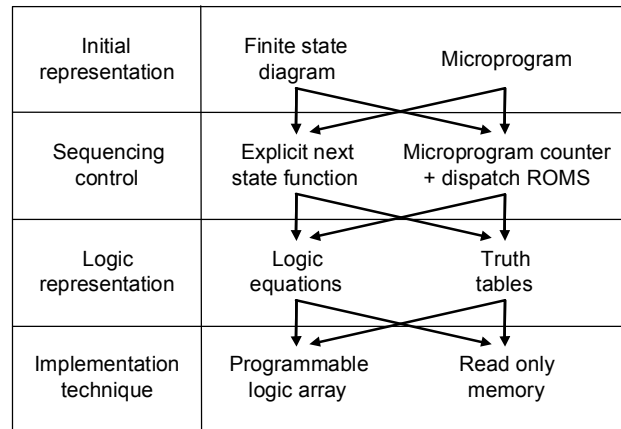 Initial
representation
Finite state
diagram
Microprogram
Sequencing
control
Explicit next
state function
Microprogram counter
+ dispatch ROMS
Logic
representation
Logic
equations
Truth
tables
Implementation
technique
Programmable
logic array
Read only
memory